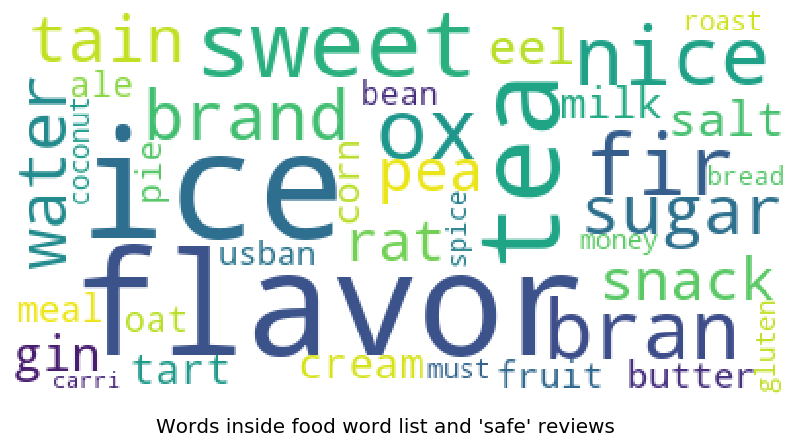 tain
sweet
eel
nice
roast
water
ale
coconut
brand
bean
ox
tea
milk
salt
ice
pie
corn
pea
fir
bread
sugar
rat
spice
usban
money
flavor
snack
meal
oat
bran
gluten
gin
carri
tart
cream
must
fruit
butter
Words inside food word list and 'safe' reviews